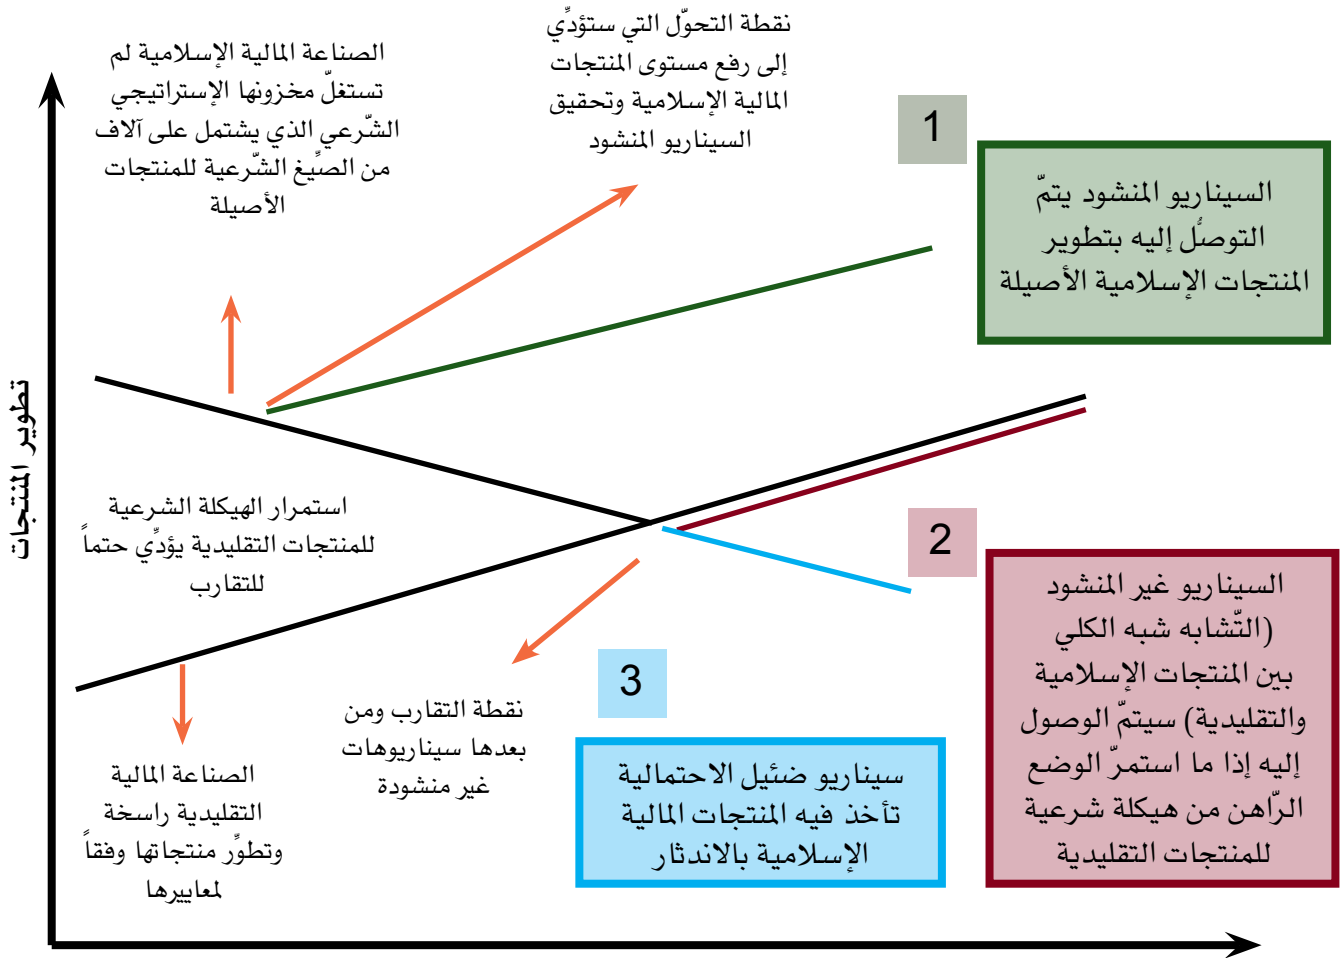 نقطة التحوّل التي ستؤدِّي
إلى رفع مستوى المنتجات
المالية الإسلامية وتحقيق
السيناريو المنشود
الصناعة المالية الإسلامية لم
تستغلّ مخزونها الإستراتيجي
الشّرعي الذي يشتمل على آلاف
من الصيِّغ الشّرعية للمنتجات
الأصيلة
1
السيناريو المنشود يتمّ
التوصلُّ إليه بتطوير
المنتجات الإسلامية الأصيلة
تطوير المنتجات
استمرار الهيكلة الشرعية
للمنتجات التقليدية يؤدِّي حتماً
للتقارب
2
السيناريو غير المنشود
(التّشابه شبه الكلي
بين المنتجات الإسلامية
والتقليدية) سيتمّ الوصول
إليه إذا ما استمرّ الوضع
الرّاهن من هيكلة شرعية
للمنتجات التقليدية
3
سيناريو ضئيل الاحتمالية
تأخذ فيه المنتجات المالية
الإسلامية بالاندثار
نقطة التقارب ومن
بعدها سيناريوهات
غير منشودة
الصناعة المالية
التقليدية راسخة
وتطوِّر منتجاتها وفقاً
لمعاييرها